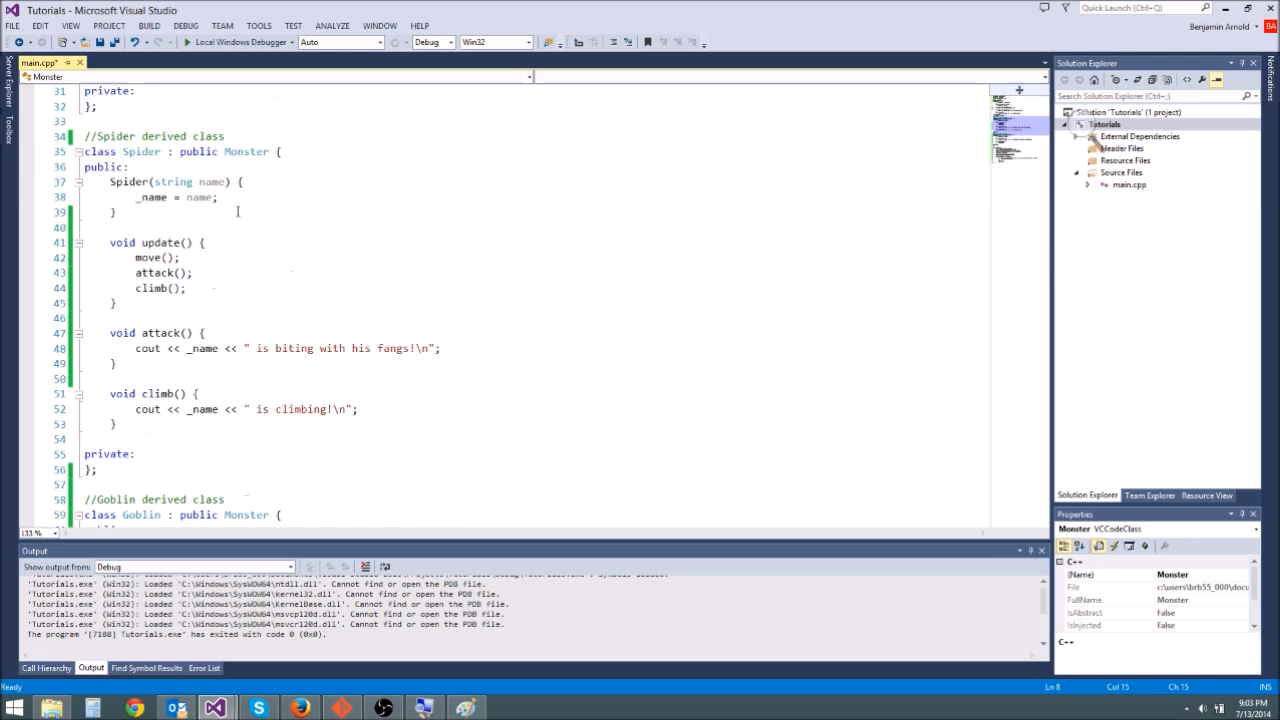 Tutorials - Microsoft Visual Studio
Quick Launch (Ctrl+Q)
FILE EDIT VIEW PROJECT BUILD DEBUG TEAM TOOLS TEST ANALYZE WINDOW HELP
Benjamin Arnold BA
Local Windows Debugger Auto Debug Win32
Server Explorer
Toolbox
Notifications
main.cpp*
Monster
31 private:
32 };
33
34 //Spider derived class
35 class Spider : public Monster {
36 public:
37 Spider(string name) {
38 _name = name;
39 }
40
41 void update() {
42 move();
43 attack();
44 climb();
45 }
46
47 void attack() {
48 cout << _name << " is biting with his fangs!\n";
49 }
50
51 void climb() {
52 cout << _name << " is climbing!\n";
53 }
54
55 private:
56 };
57
58 //Goblin derived class
59 class Goblin : public Monster {
133 %
Solution Explorer
Search Solution Explorer (Ctrl+;)
Solution 'Tutorials' (1 project)
Tutorials
External Dependencies
Header Files
Resource Files
Source Files
main.cpp
Solution Explorer Team Explorer Resource View
Properties
Monster VCCodeClass
C++
(Name) Monster
File c:\users\brb55_000\docu
FullName Monster
IsAbstract False
IsInjected False
C++
Output
Show output from: Debug
'Tutorials.exe' (Win32): Loaded 'C:\Windows\SysWOW64\ntdll.dll'. Cannot find or open the PDB file.
'Tutorials.exe' (Win32): Loaded 'C:\Windows\SysWOW64\kernel32.dll'. Cannot find or open the PDB file.
'Tutorials.exe' (Win32): Loaded 'C:\Windows\SysWOW64\KernelBase.dll'. Cannot find or open the PDB file.
'Tutorials.exe' (Win32): Loaded 'C:\Windows\SysWOW64\msvcp120d.dll'. Cannot find or open the PDB file.
'Tutorials.exe' (Win32): Loaded 'C:\Windows\SysWOW64\msvcr120d.dll'. Cannot find or open the PDB file.
The program '[7188] Tutorials.exe' has exited with code 0 (0x0).
Call Hierarchy Output Find Symbol Results Error List
Ready Ln 8 Col 15 Ch 15 INS
9:03 PM
7/13/2014